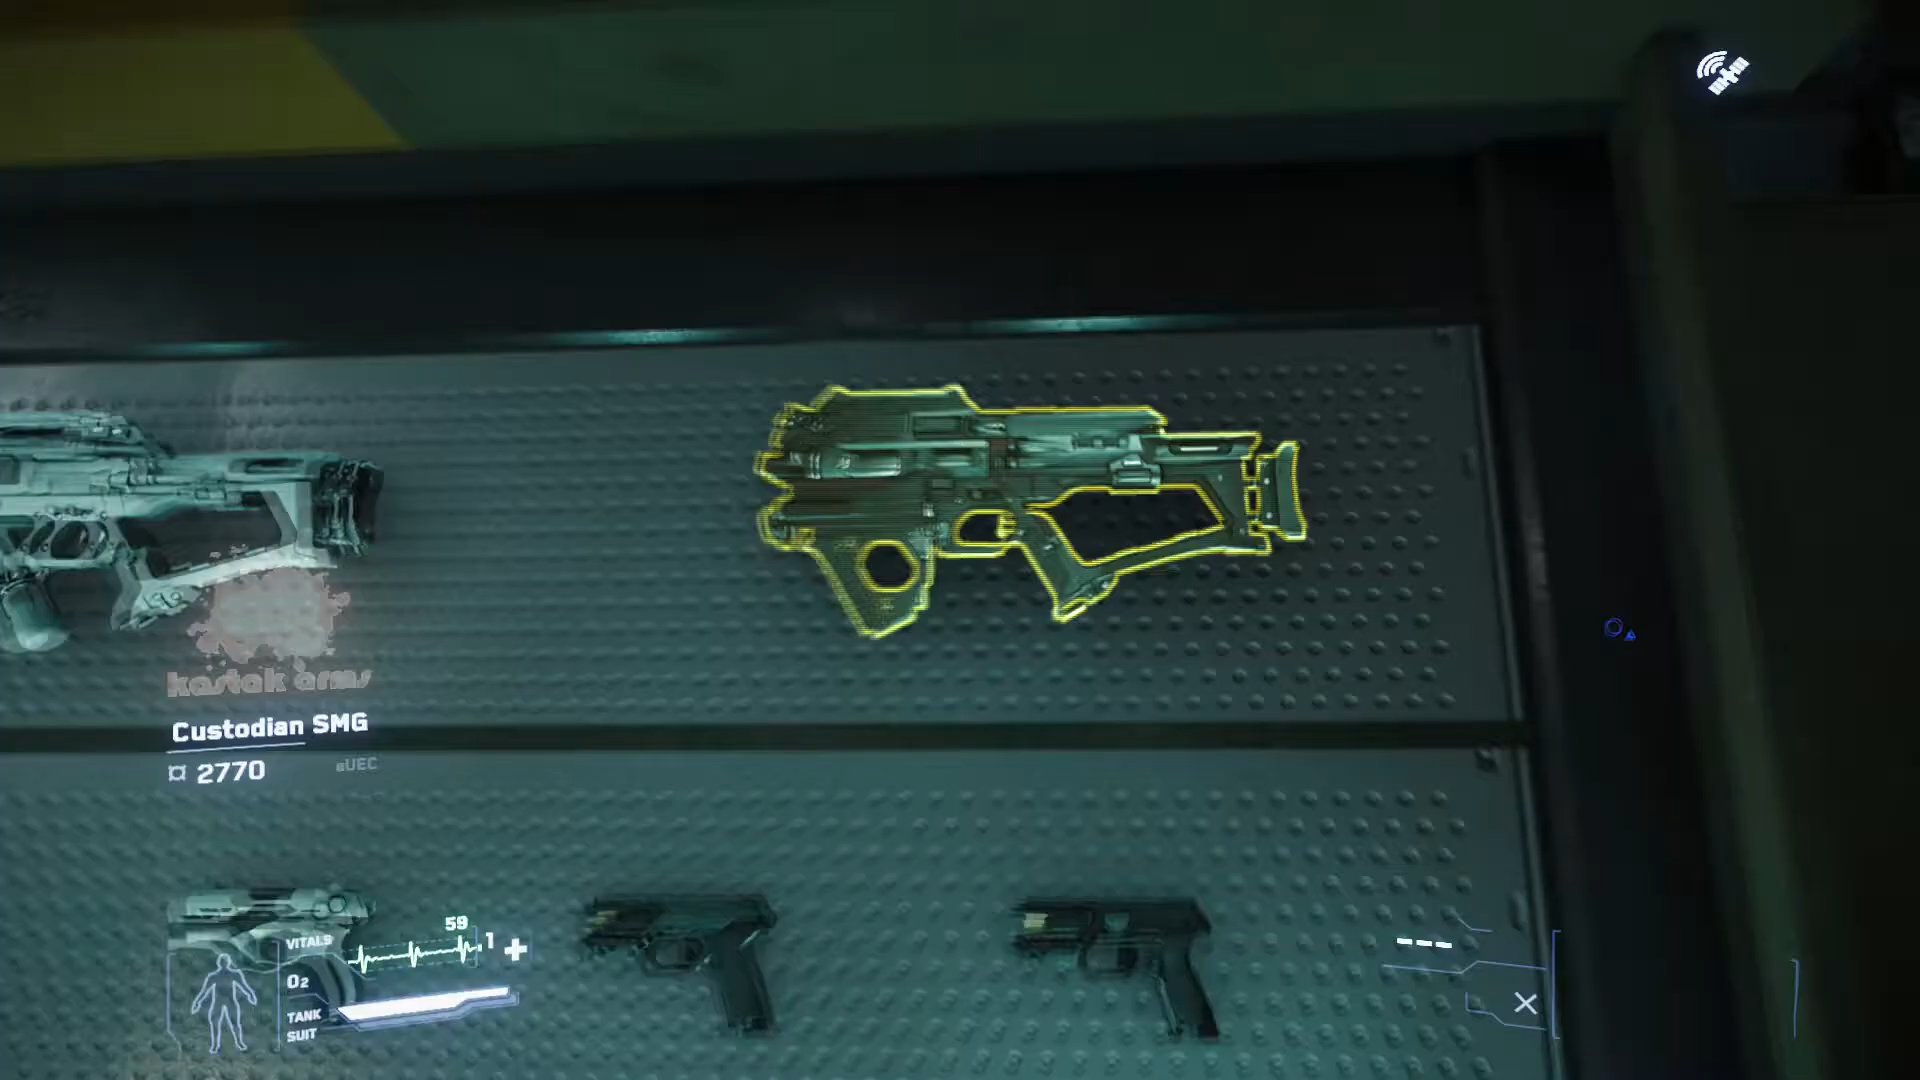 kastak arms
Custodian SMG
¤ 2770 aUEC
VITALS
59
1
O2
TANK
SUIT